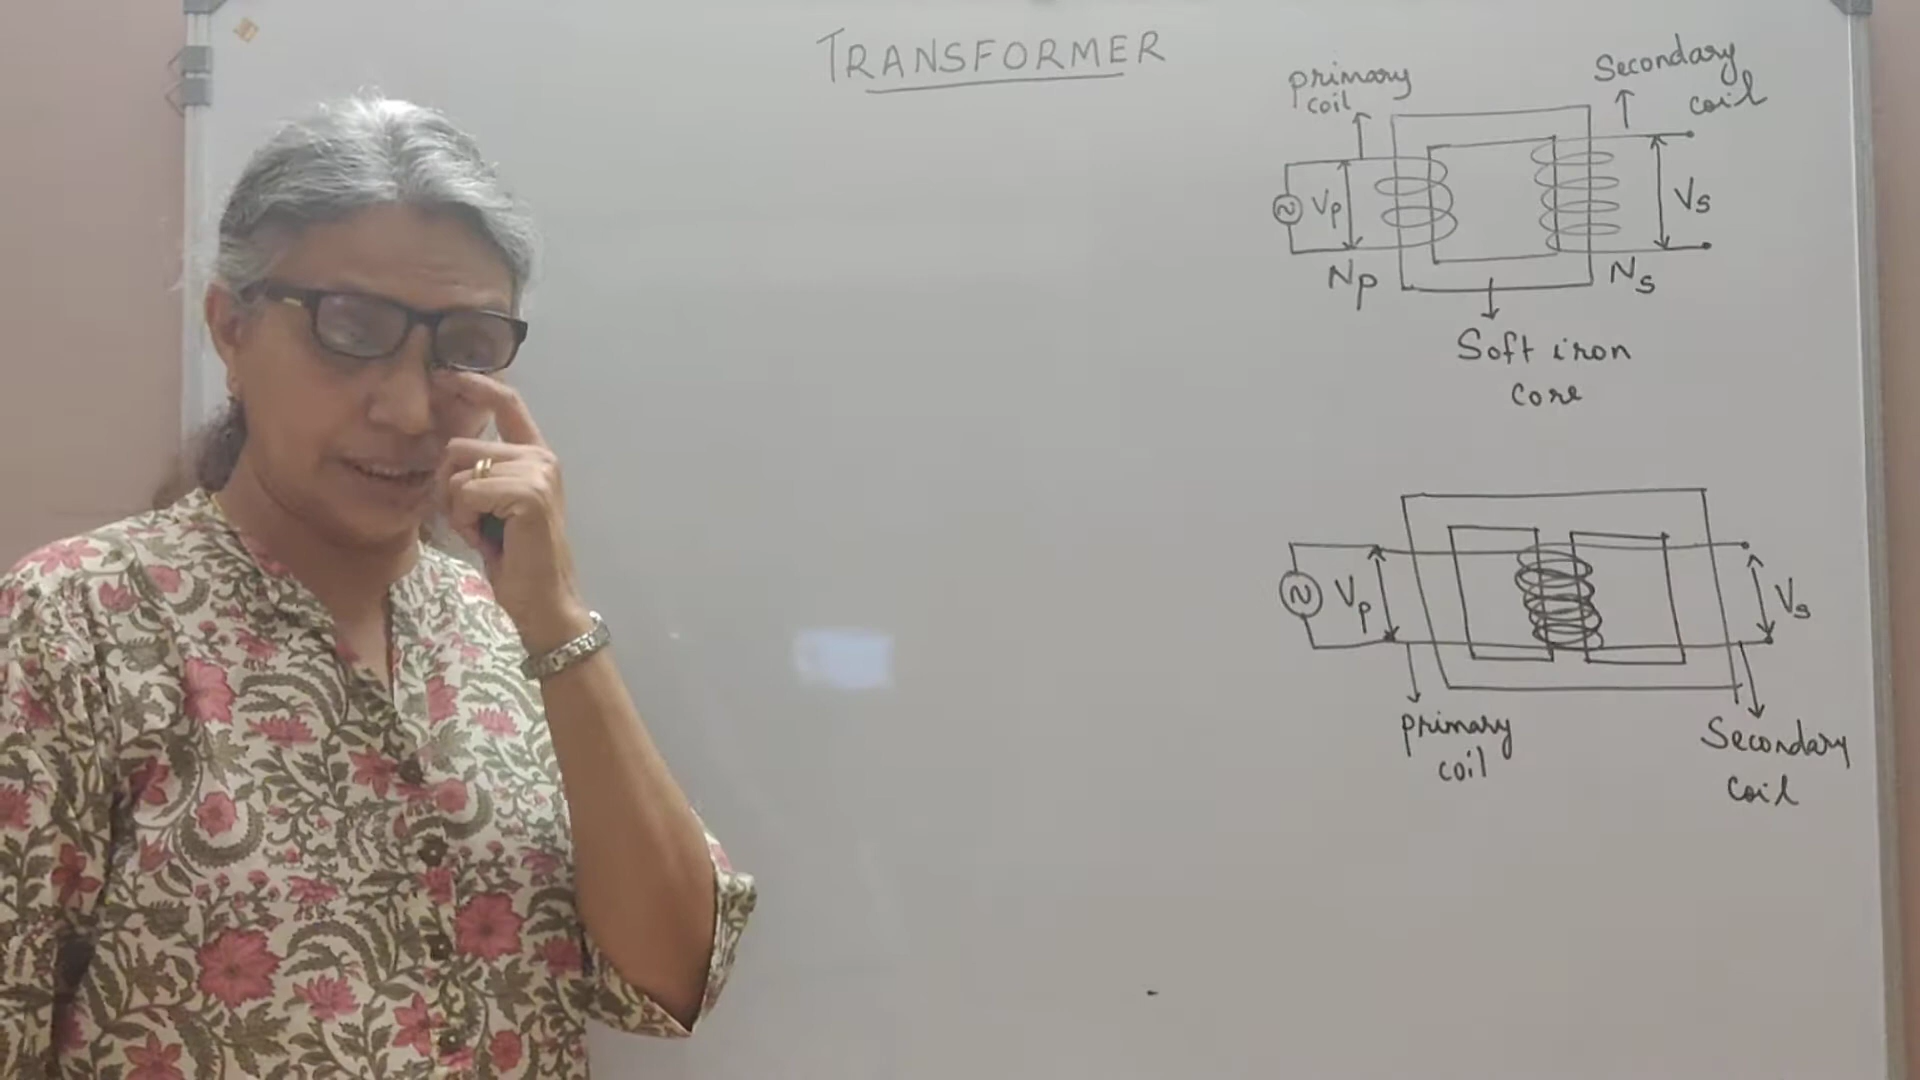 TRANSFORMER
primary
coil
Secondary
coil
Vp
Vs
Np
Ns
Soft iron
core
Vp
Vs
primary
coil
Secondary
coil